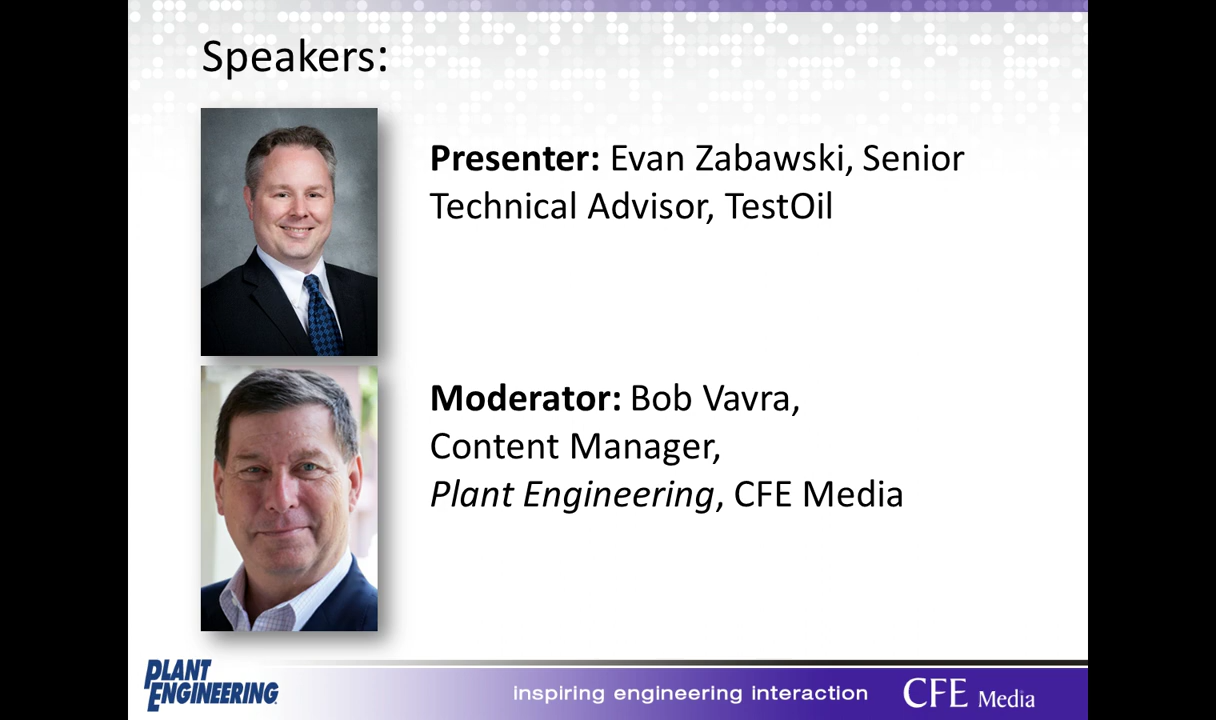 Speakers:
Presenter: Evan Zabawski, Senior
Technical Advisor, TestOil
Moderator: Bob Vavra,
Content Manager,
Plant Engineering, CFE Media
PLANT
ENGINEERING
inspiring engineering interaction
CFE Media